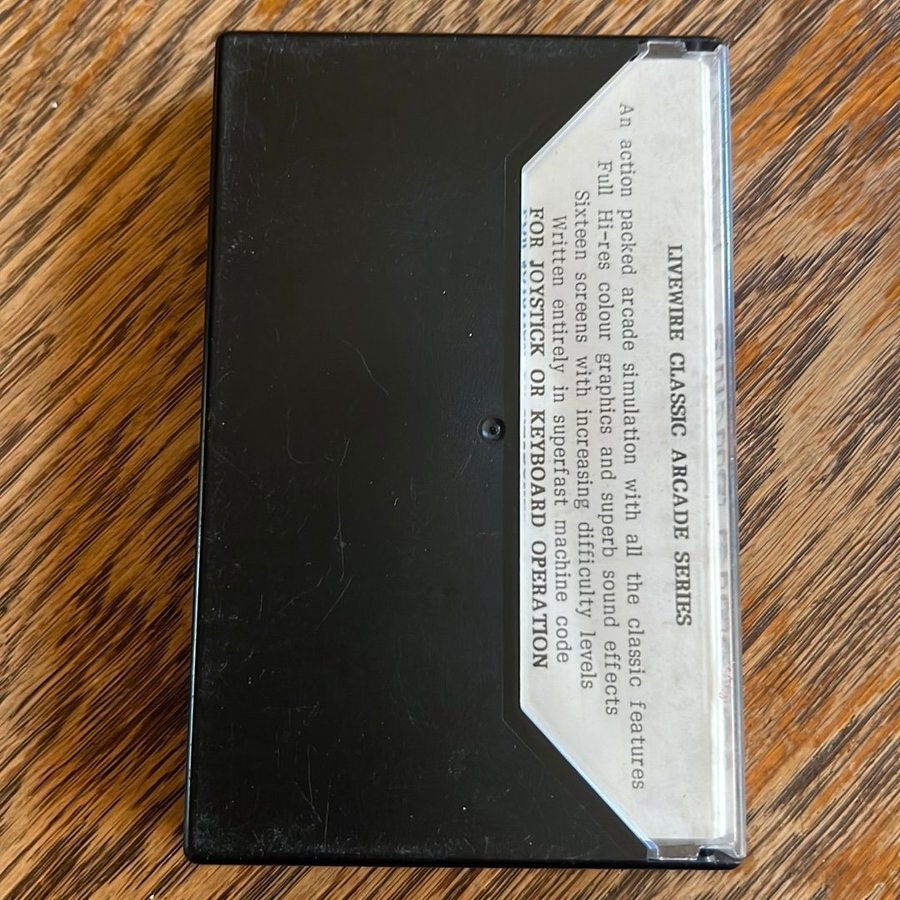 LIVEWIRE CLASSIC ARCADE SERIES
An action packed arcade simulation with all the classic features
Full Hi-res colour graphics and superb sound effects
Sixteen screens with increasing difficulty levels
Written entirely in superfast machine code
FOR JOYSTICK OR KEYBOARD OPERATION